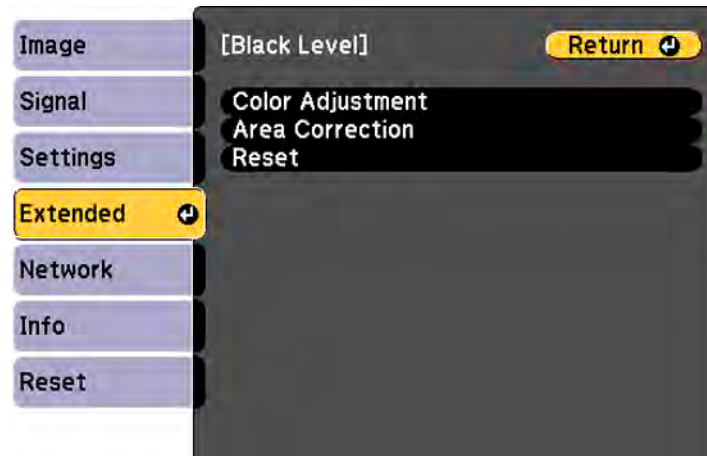 Image
Signal
Settings
Extended
Network
Info
Reset
[Black Level]
Return
Color Adjustment
Area Correction
Reset